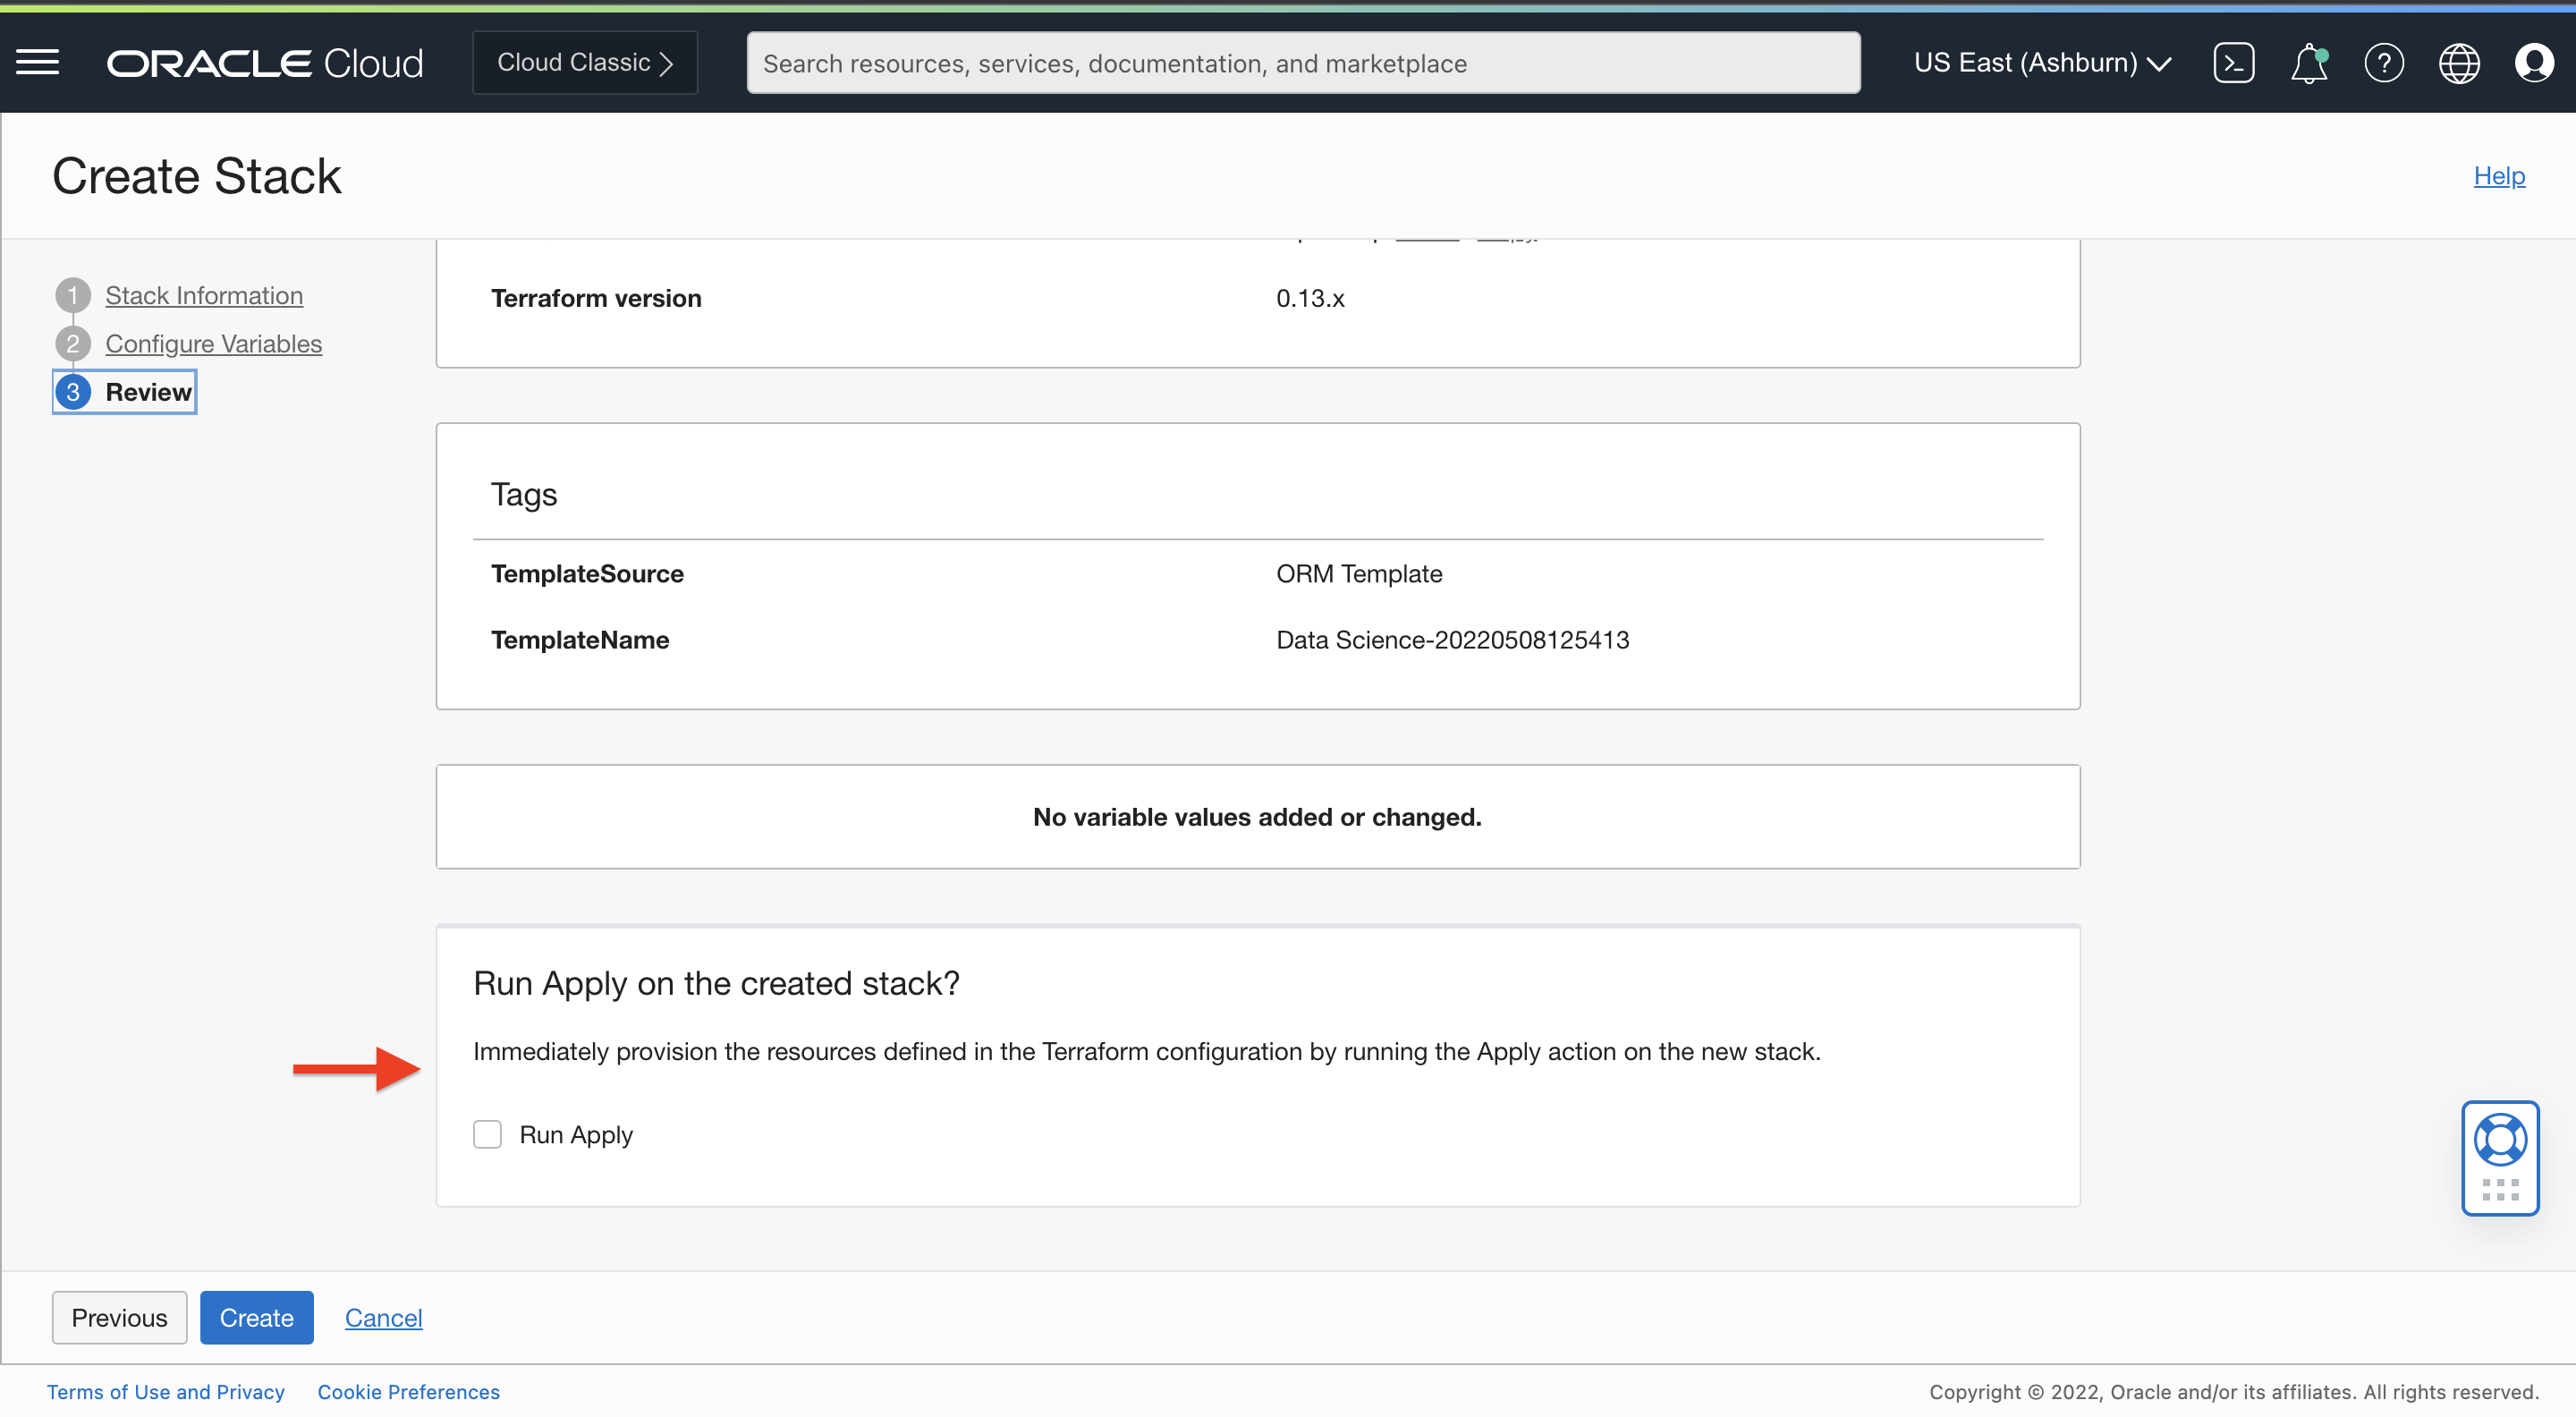 ORACLE Cloud
Cloud Classic
Search resources, services, documentation, and marketplace
US East (Ashburn)
Create Stack
Help
1 Stack Information
2 Configure Variables
3 Review
Terraform version 0.13.x
Tags
TemplateSource ORM Template
TemplateName Data Science-20220508125413
No variable values added or changed.
Run Apply on the created stack?
Immediately provision the resources defined in the Terraform configuration by running the Apply action on the new stack.
Run Apply
Previous Create Cancel
Terms of Use and Privacy Cookie Preferences
Copyright © 2022, Oracle and/or its affiliates. All rights reserved.